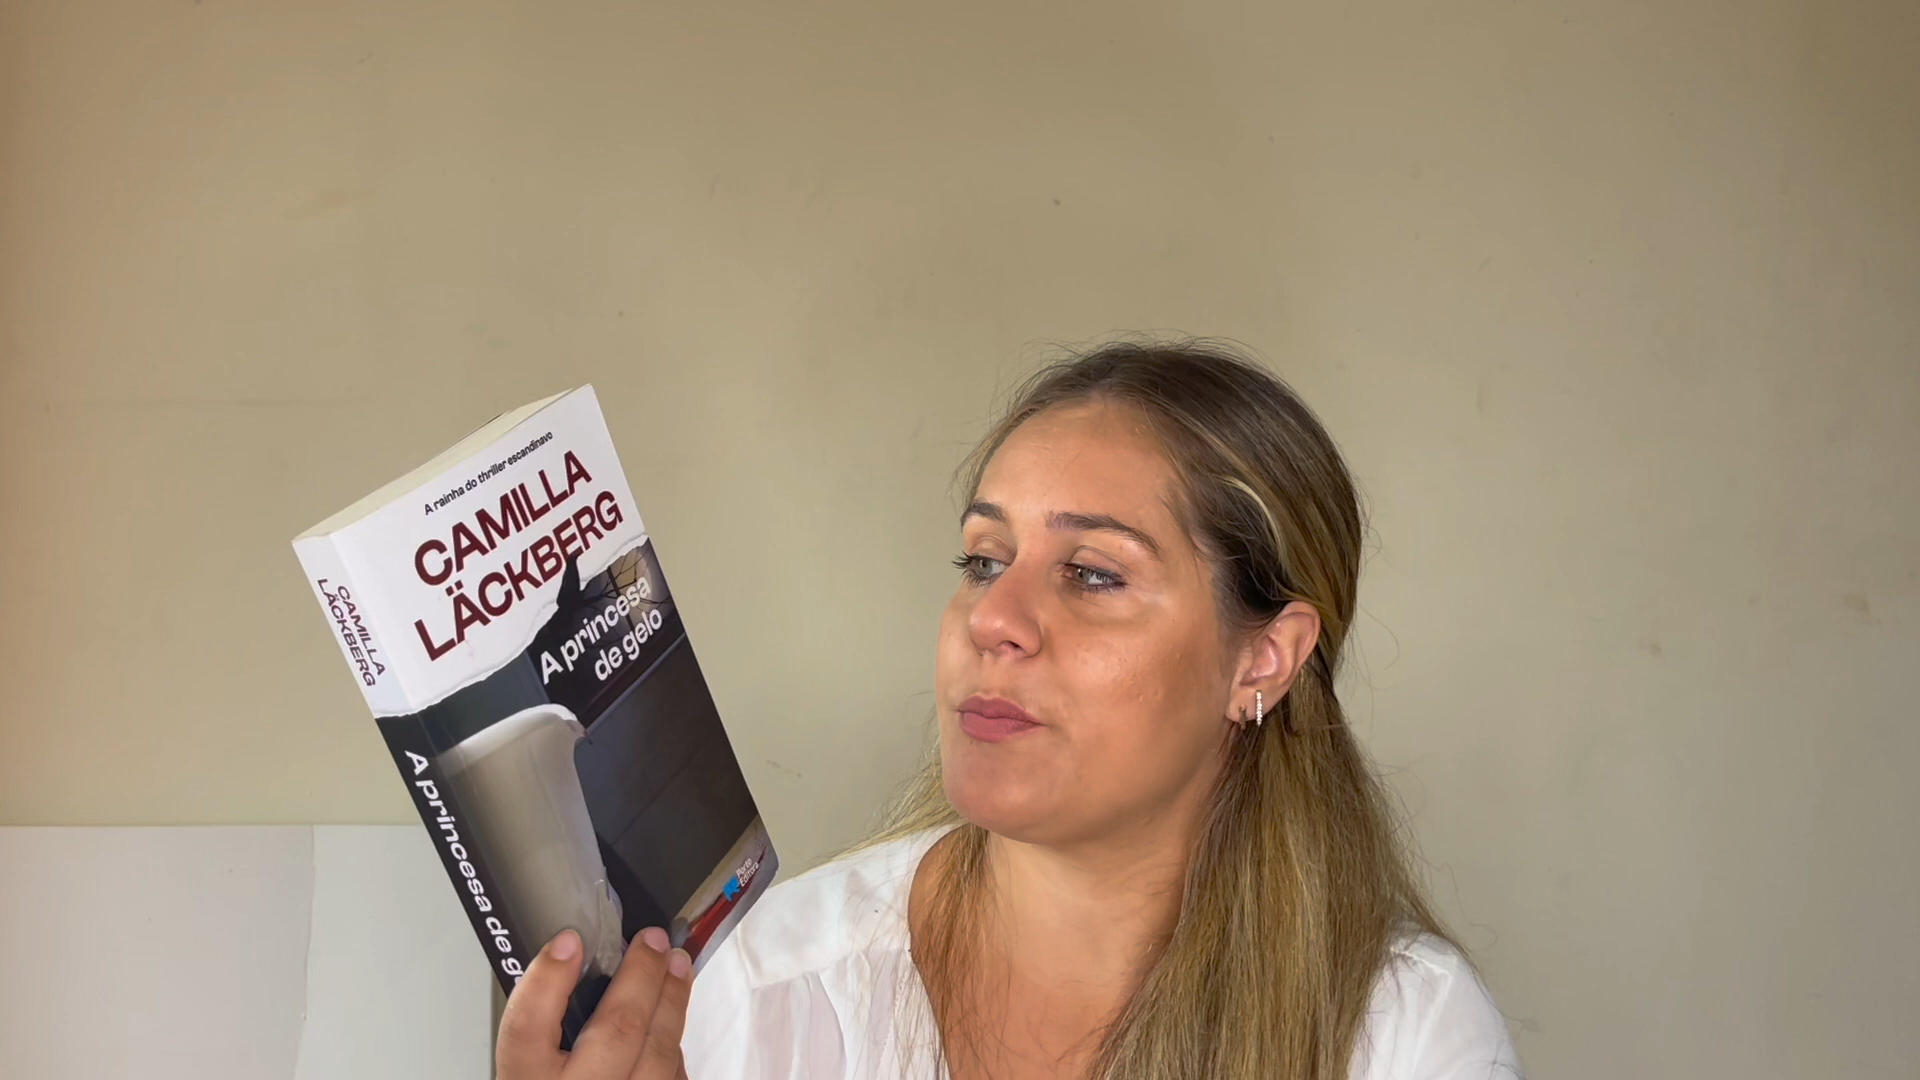 A rainha do thriller escandinavo
CAMILLA
LÄCKBERG
A princesa
de gelo
Porto
Editora
CAMILLA
LÄCKBERG
A princesa de g